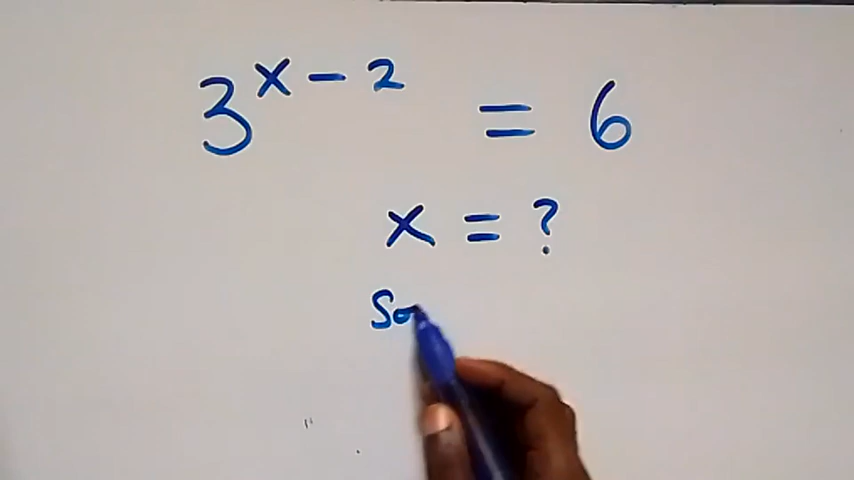 3^{x-2} = 6
x = ?
So